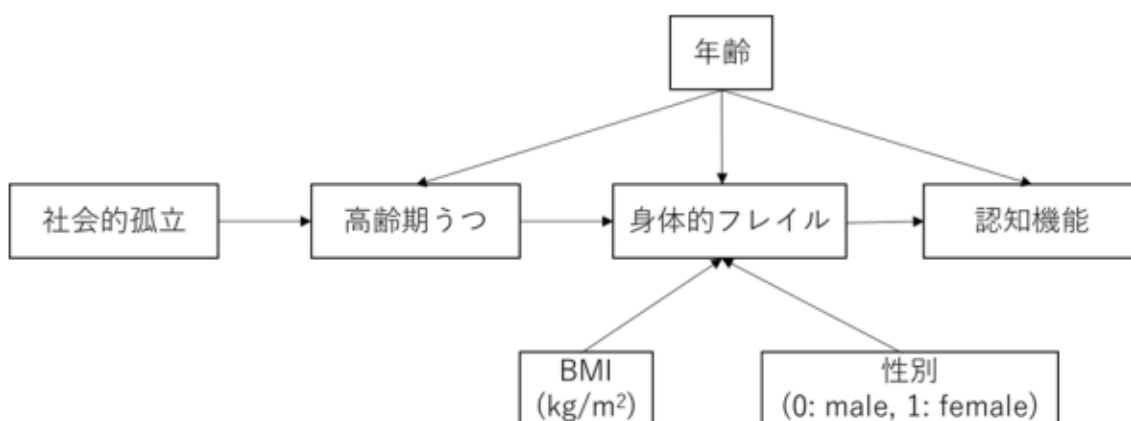 年齢
社会的孤立
高齢期うつ
身体的フレイル
認知機能
BMI
(kg/m²)
性別
(0: male, 1: female)